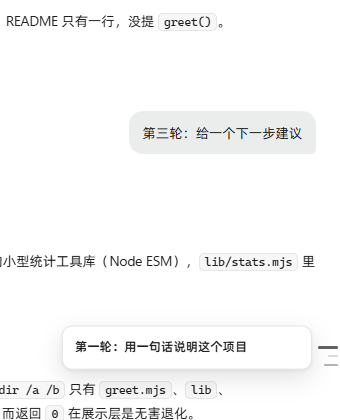 README 只有一行，没提 greet()。
第三轮：给一个下一步建议
小型统计工具库（Node ESM），lib/stats.mjs 里
第一轮：用一句话说明这个项目
dir /a /b 只有 greet.mjs、lib、
而返回 0 在展示层是无害退化。